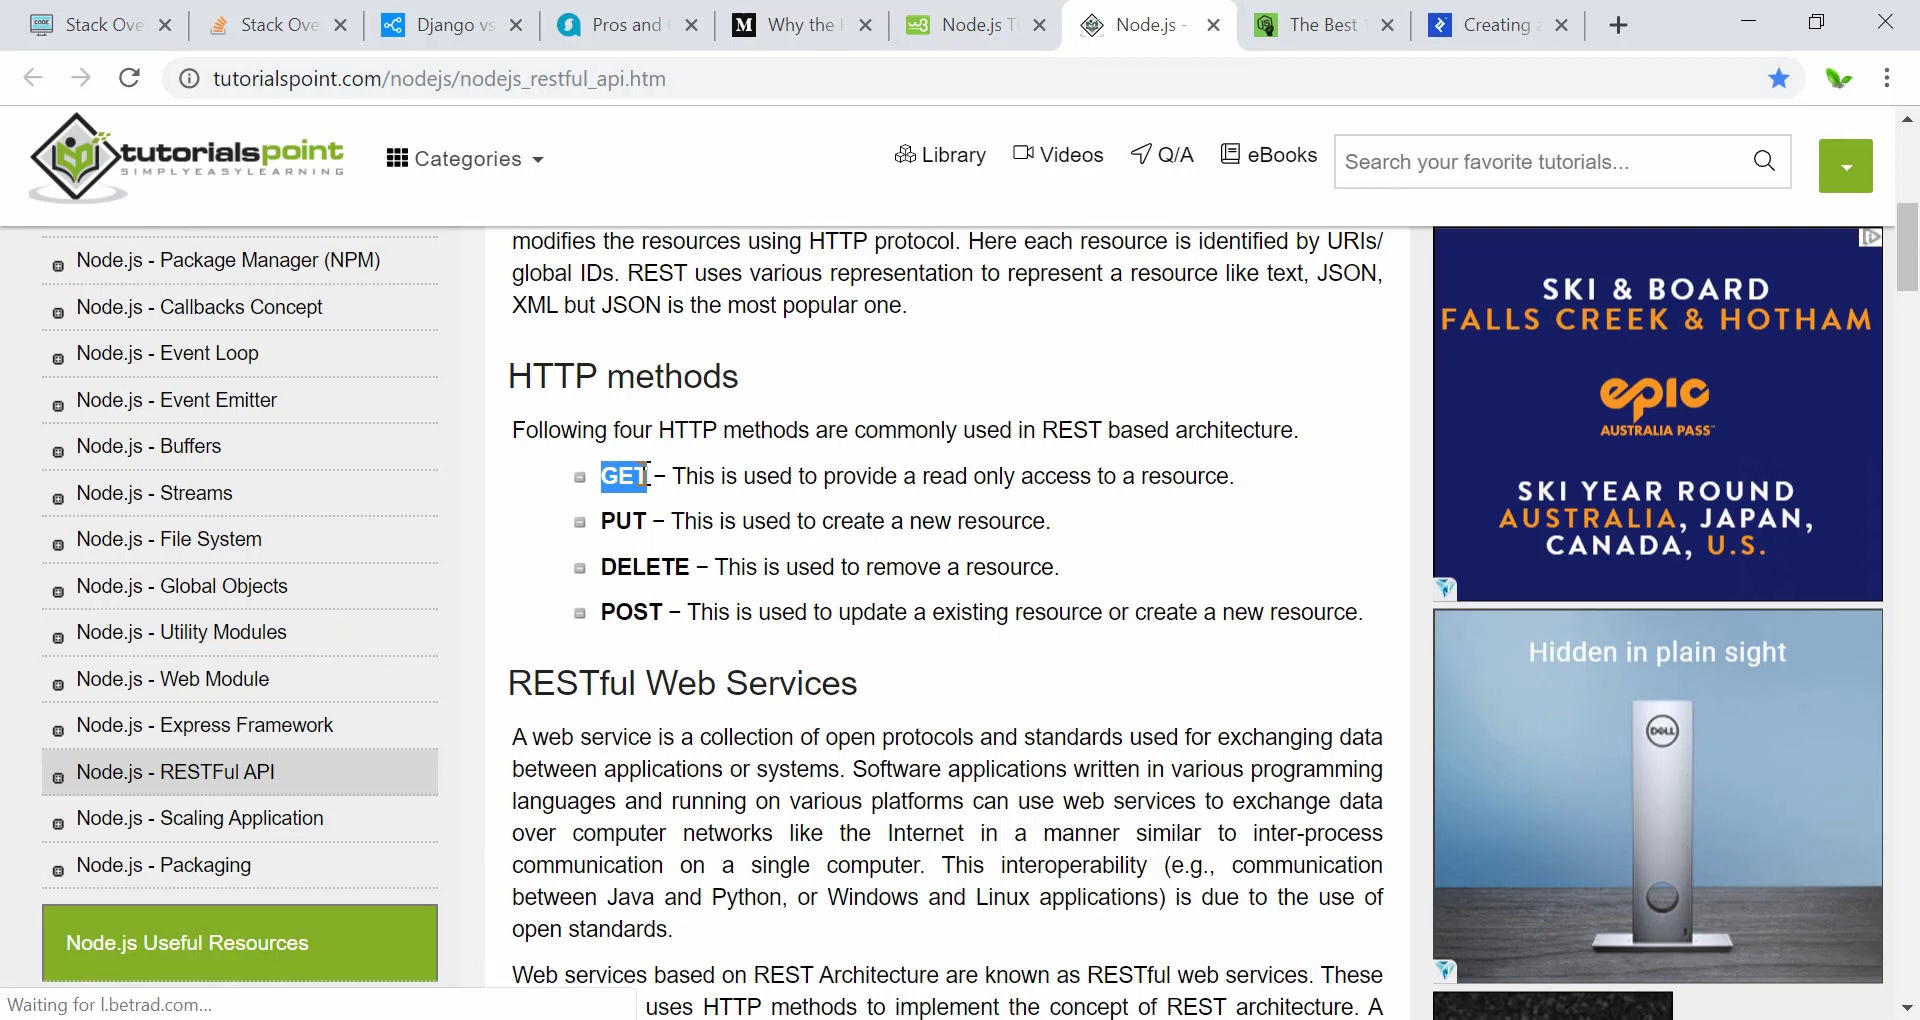 Stack Ove
Stack Ove
Django vs
Pros and
M Why the
w3 Node.js T
Node.js -
The Best
Creating
tutorialspoint.com/nodejs/nodejs_restful_api.htm
tutorialspoint
SIMPLYEASYLEARNING
Categories
Library
Videos
Q/A
eBooks
Search your favorite tutorials...
Node.js - Package Manager (NPM)
Node.js - Callbacks Concept
Node.js - Event Loop
Node.js - Event Emitter
Node.js - Buffers
Node.js - Streams
Node.js - File System
Node.js - Global Objects
Node.js - Utility Modules
Node.js - Web Module
Node.js - Express Framework
Node.js - RESTFul API
Node.js - Scaling Application
Node.js - Packaging
Node.js Useful Resources
Waiting for l.betrad.com...
modifies the resources using HTTP protocol. Here each resource is identified by URIs/
global IDs. REST uses various representation to represent a resource like text, JSON,
XML but JSON is the most popular one.
HTTP methods
Following four HTTP methods are commonly used in REST based architecture.
GET − This is used to provide a read only access to a resource.
PUT − This is used to create a new resource.
DELETE − This is used to remove a resource.
POST − This is used to update a existing resource or create a new resource.
RESTful Web Services
A web service is a collection of open protocols and standards used for exchanging data
between applications or systems. Software applications written in various programming
languages and running on various platforms can use web services to exchange data
over computer networks like the Internet in a manner similar to inter-process
communication on a single computer. This interoperability (e.g., communication
between Java and Python, or Windows and Linux applications) is due to the use of
open standards.
Web services based on REST Architecture are known as RESTful web services. These
uses HTTP methods to implement the concept of REST architecture. A
SKI & BOARD
FALLS CREEK & HOTHAM
epic
AUSTRALIA PASS™
SKI YEAR ROUND
AUSTRALIA, JAPAN,
CANADA, U.S.
Hidden in plain sight
DELL